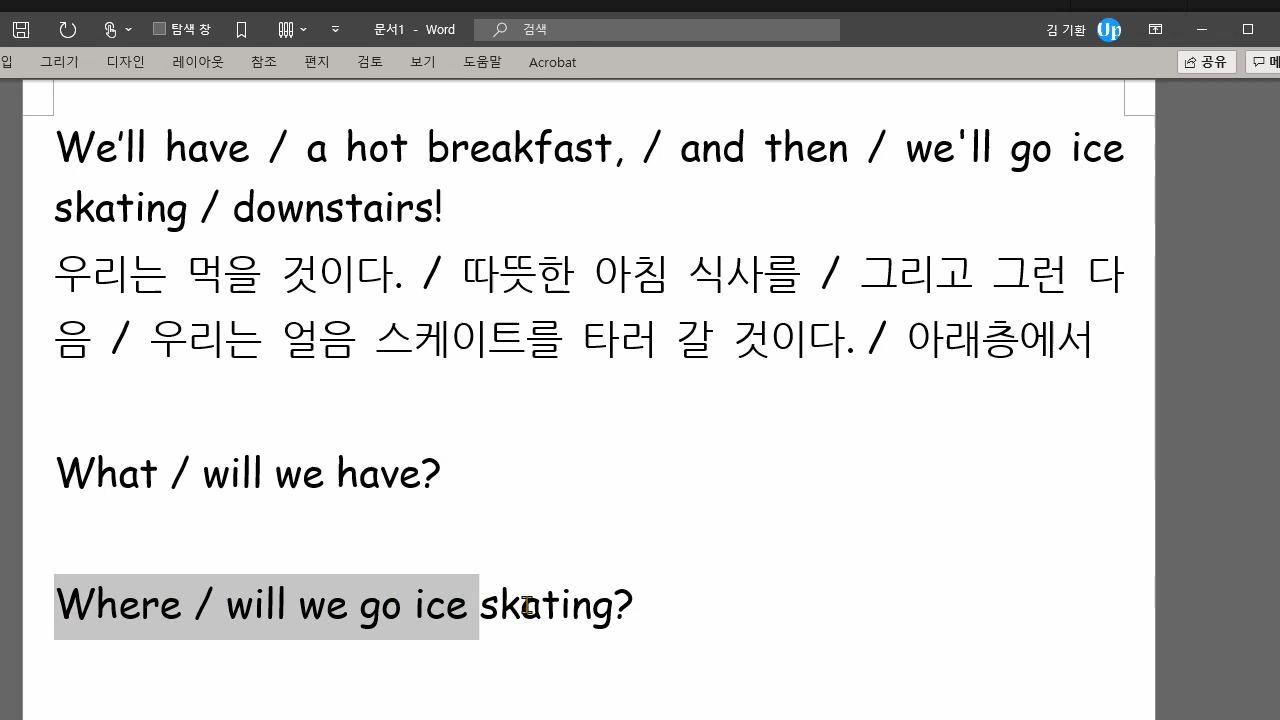 탐색 창
문서1 - Word
검색
김 기환
Up
입 그리기 디자인 레이아웃 참조 편지 검토 보기 도움말 Acrobat
공유
메
We’ll have / a hot breakfast, / and then / we'll go ice
skating / downstairs!
우리는 먹을 것이다. / 따뜻한 아침 식사를 / 그리고 그런 다
음 / 우리는 얼음 스케이트를 타러 갈 것이다. / 아래층에서
What / will we have?
Where / will we go ice skating?